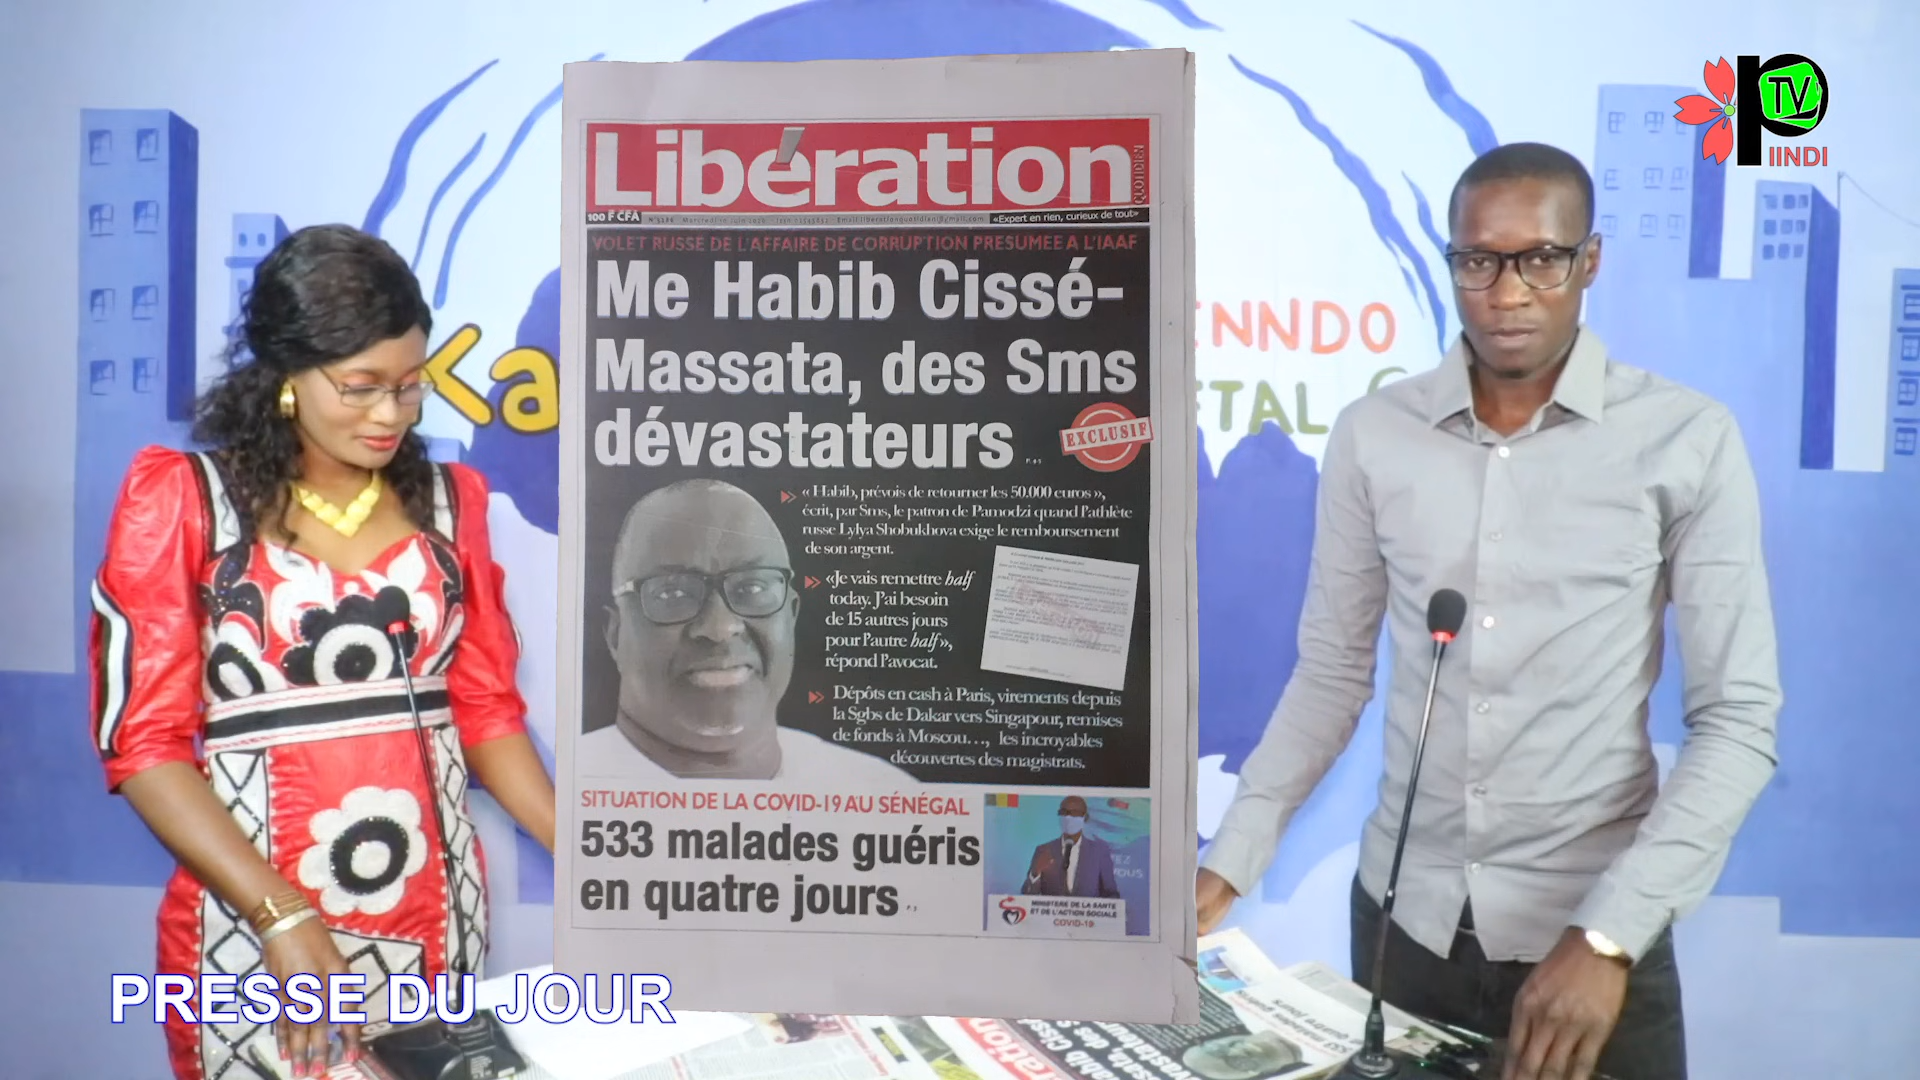 TV
P
IINDI
Libération
QUOTIDIEN
100 F CFA
«Expert en rien, curieux de tout»
VOLET RUSSE DE L'AFFAIRE DE CORRUPTION PRESUMEE A L'IAAF
Me Habib Cissé-
Massata, des Sms
dévastateurs
EXCLUSIF
« Habib, prévois de retourner les 50.000 euros »,
écrit, par Sms, le patron de Pamodzi quand l'athlète
russe Lylya Shobukhova exige le remboursement
de son argent.
«Je vais remettre half
today. J'ai besoin
de 15 autres jours
pour l'autre half »,
répond l'avocat.
Dépôts en cash à Paris, virements depuis
la Sgbs de Dakar vers Singapour, remises
de fonds à Moscou…, les incroyables
découvertes des magistrats.
SITUATION DE LA COVID-19 AU SÉNÉGAL
533 malades guéris
en quatre jours
MINISTERE DE LA SANTE
ET DE L'ACTION SOCIALE
COVID-19
Ka
NNDO
TAL
PRESSE DU JOUR